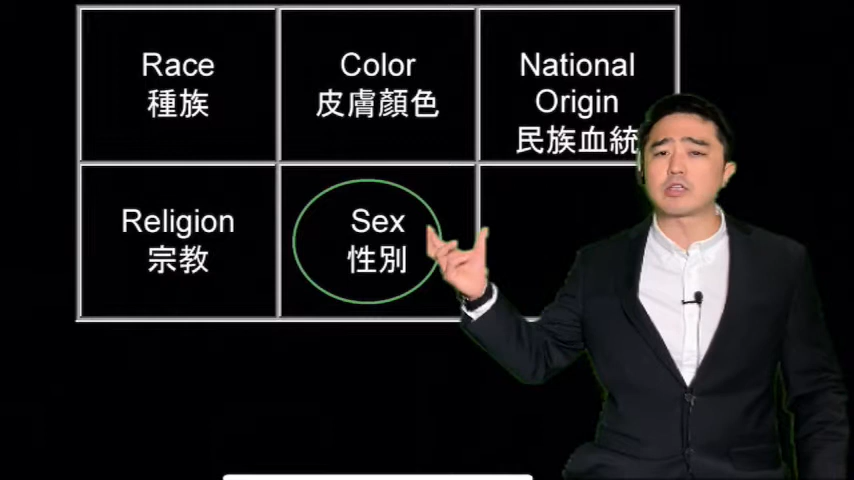 Race
種族
Color
皮膚顏色
National
Origin
民族血統
Religion
宗教
Sex
性別